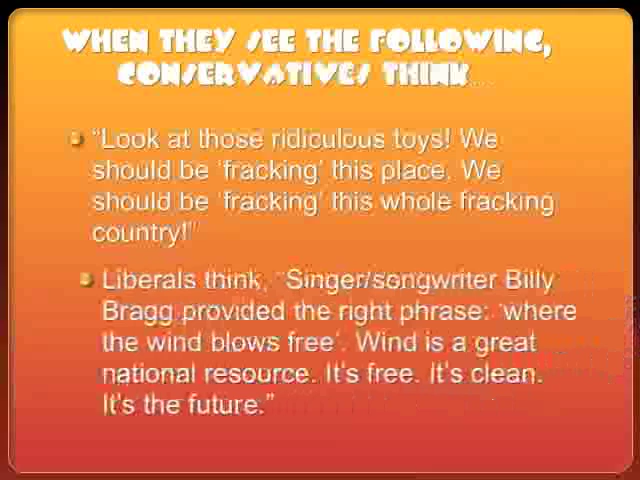 WHEN THEY SEE THE FOLLOWING,
CONSERVATIVES THINK....
“Look at those ridiculous toys! We
should be ‘fracking’ this place. We
should be ‘fracking’ this whole fracking
country!”
Liberals think, “Singer/songwriter Billy
Bragg provided the right phrase: ‘where
the wind blows free’. Wind is a great
national resource. It’s free. It’s clean.
It’s the future.”